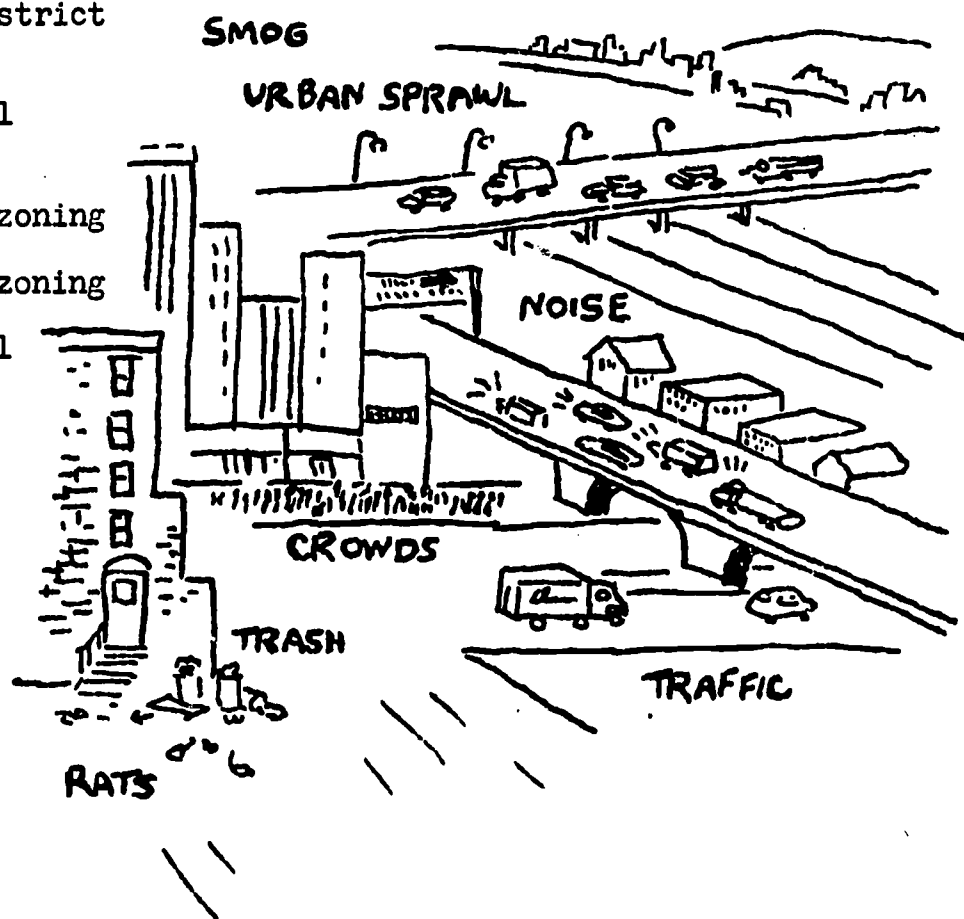 strict
SMOG
URBAN SPRAWL
l
zoning
zoning
NOISE
l
CROWDS
TRASH
TRAFFIC
RATS